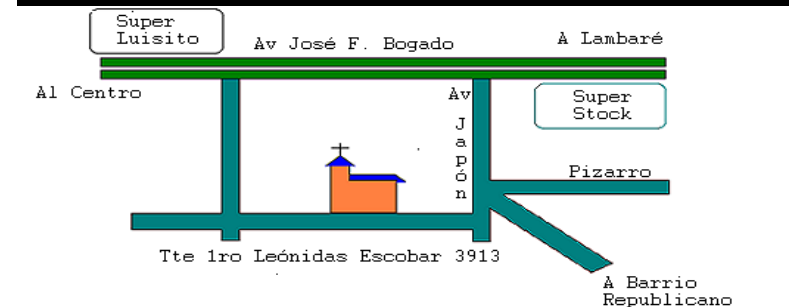 Super
Luisito
Av José F. Bogado
A Lambaré
Al Centro
Av
Japón
Super
Stock
Pizarro
Tte 1ro Leónidas Escobar 3913
A Barrio
Republicano